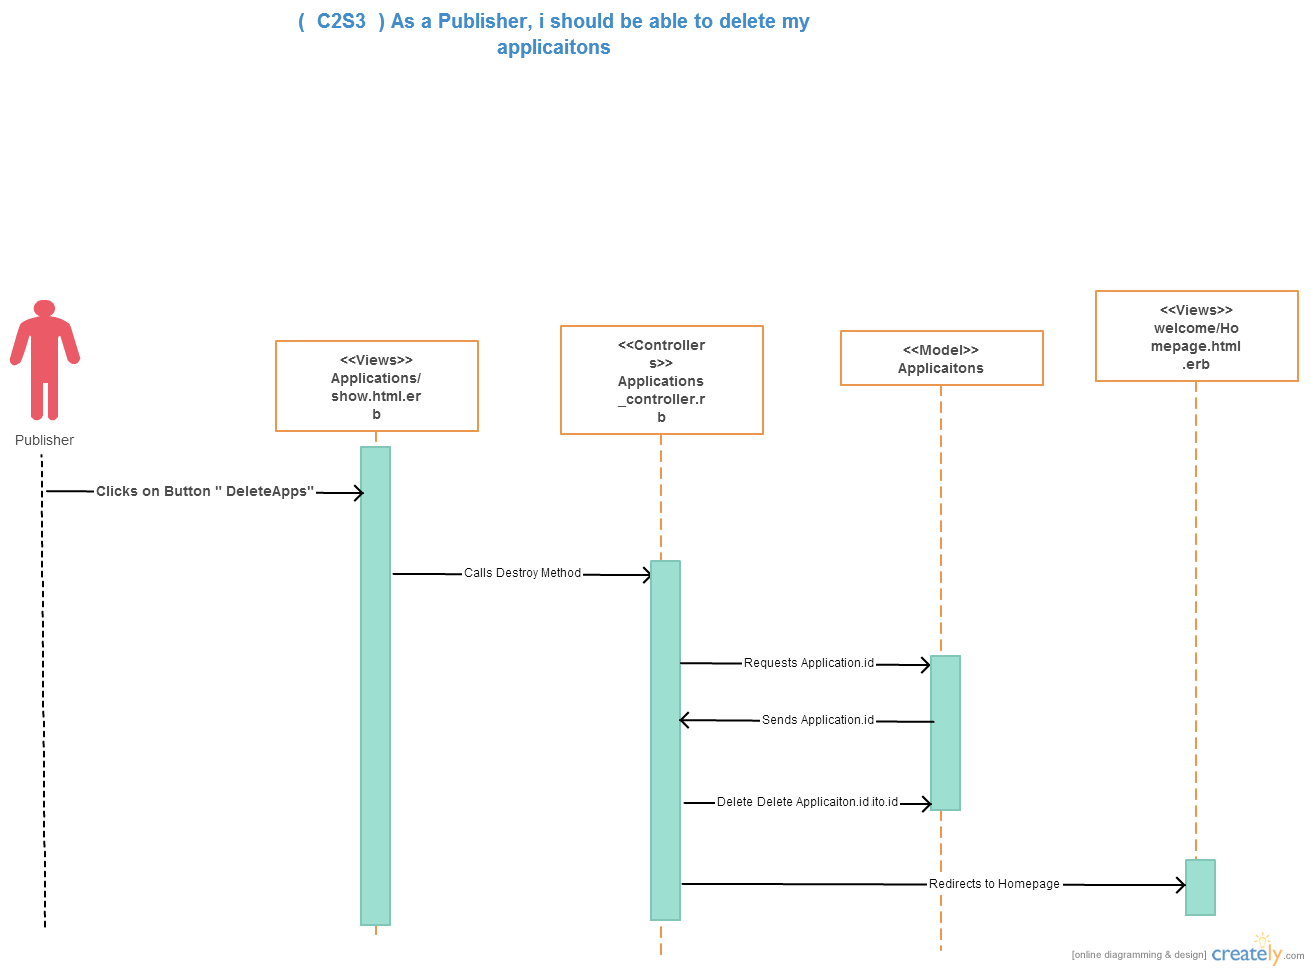 (  C2S3  ) As a Publisher, i should be able to delete my
applicaitons
<<Views>>
welcome/Ho
mepage.html
.erb
<<Controller
s>>
Applications
_controller.r
b
<<Model>>
Applicaitons
<<Views>>
Applications/
show.html.er
b
Publisher
Clicks on Button " DeleteApps"
Calls Destroy Method
Requests Application.id
Sends Application.id
Delete Delete Applicaiton.id.ito.id
Redirects to Homepage
[online diagramming & design] creately.com